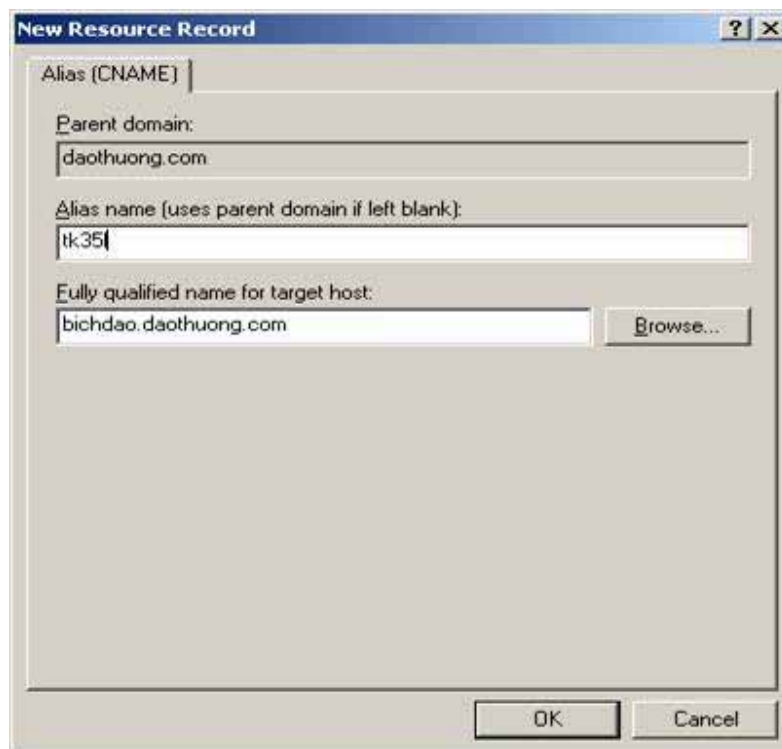 New Resource Record
Alias (CNAME)
Parent domain:
daothuong.com
Alias name (uses parent domain if left blank):
tk35
Fully qualified name for target host:
bichdao.daothuong.com
Browse...
OK
Cancel